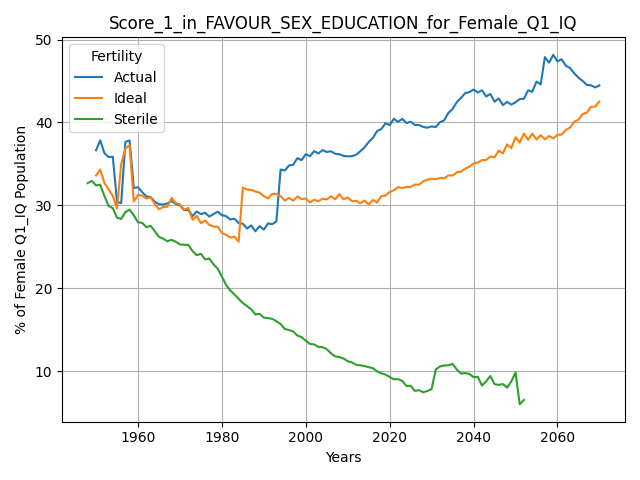 Score_1_in_FAVOUR_SEX_EDUCATION_for_Female_Q1_IQ
Fertility
Actual
Ideal
Sterile
% of Female Q1_IQ Population
50
40
30
20
10
1960 1980 2000 2020 2040 2060
Years